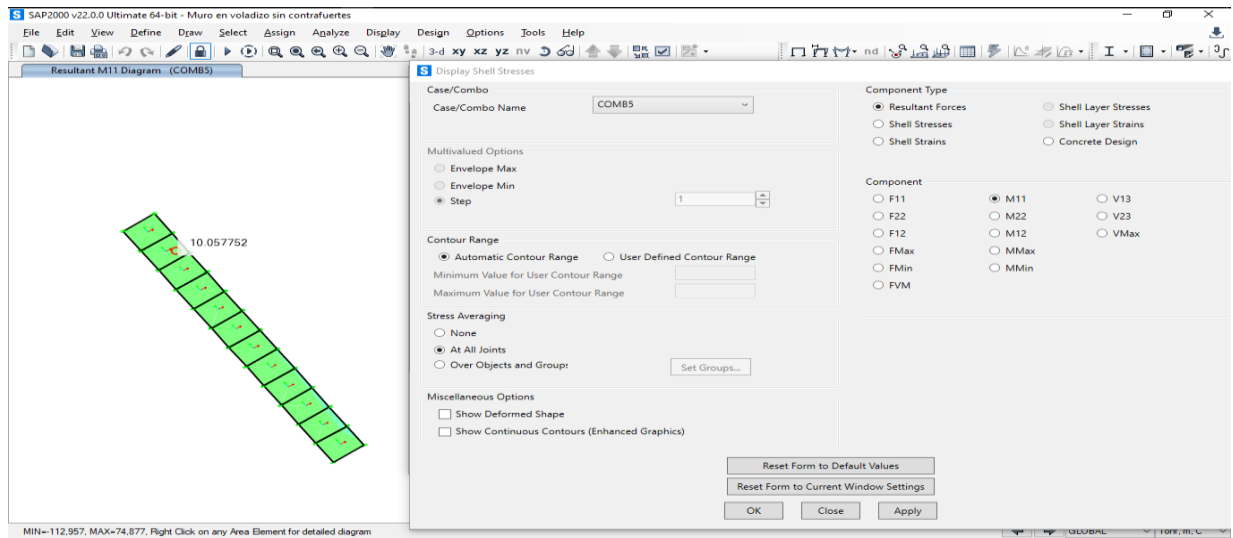 SAP2000 v22.0.0 Ultimate 64-bit - Muro en voladizo sin contrafuertes
File Edit View Define Draw Select Assign Analyze Display Design Options Tools Help
3-d xy xz yz nv nd
Resultant M11 Diagram (COMB5)
10.057752
Display Shell Stresses
Case/Combo
Case/Combo Name COMB5
Multivalued Options
Envelope Max
Envelope Min
Step 1
Contour Range
Automatic Contour Range User Defined Contour Range
Minimum Value for User Contour Range
Maximum Value for User Contour Range
Stress Averaging
None
At All Joints
Over Objects and Groups Set Groups...
Miscellaneous Options
Show Deformed Shape
Show Continuous Contours (Enhanced Graphics)
Component Type
Resultant Forces Shell Layer Stresses
Shell Stresses Shell Layer Strains
Shell Strains Concrete Design
Component
F11 M11 V13
F22 M22 V23
F12 M12 VMax
FMax MMax
FMin MMin
FVM
Reset Form to Default Values
Reset Form to Current Window Settings
OK Close Apply
MIN=-112,957, MAX=74,877, Right Click on any Area Element for detailed diagram
GLOBAL Tonf, m, C